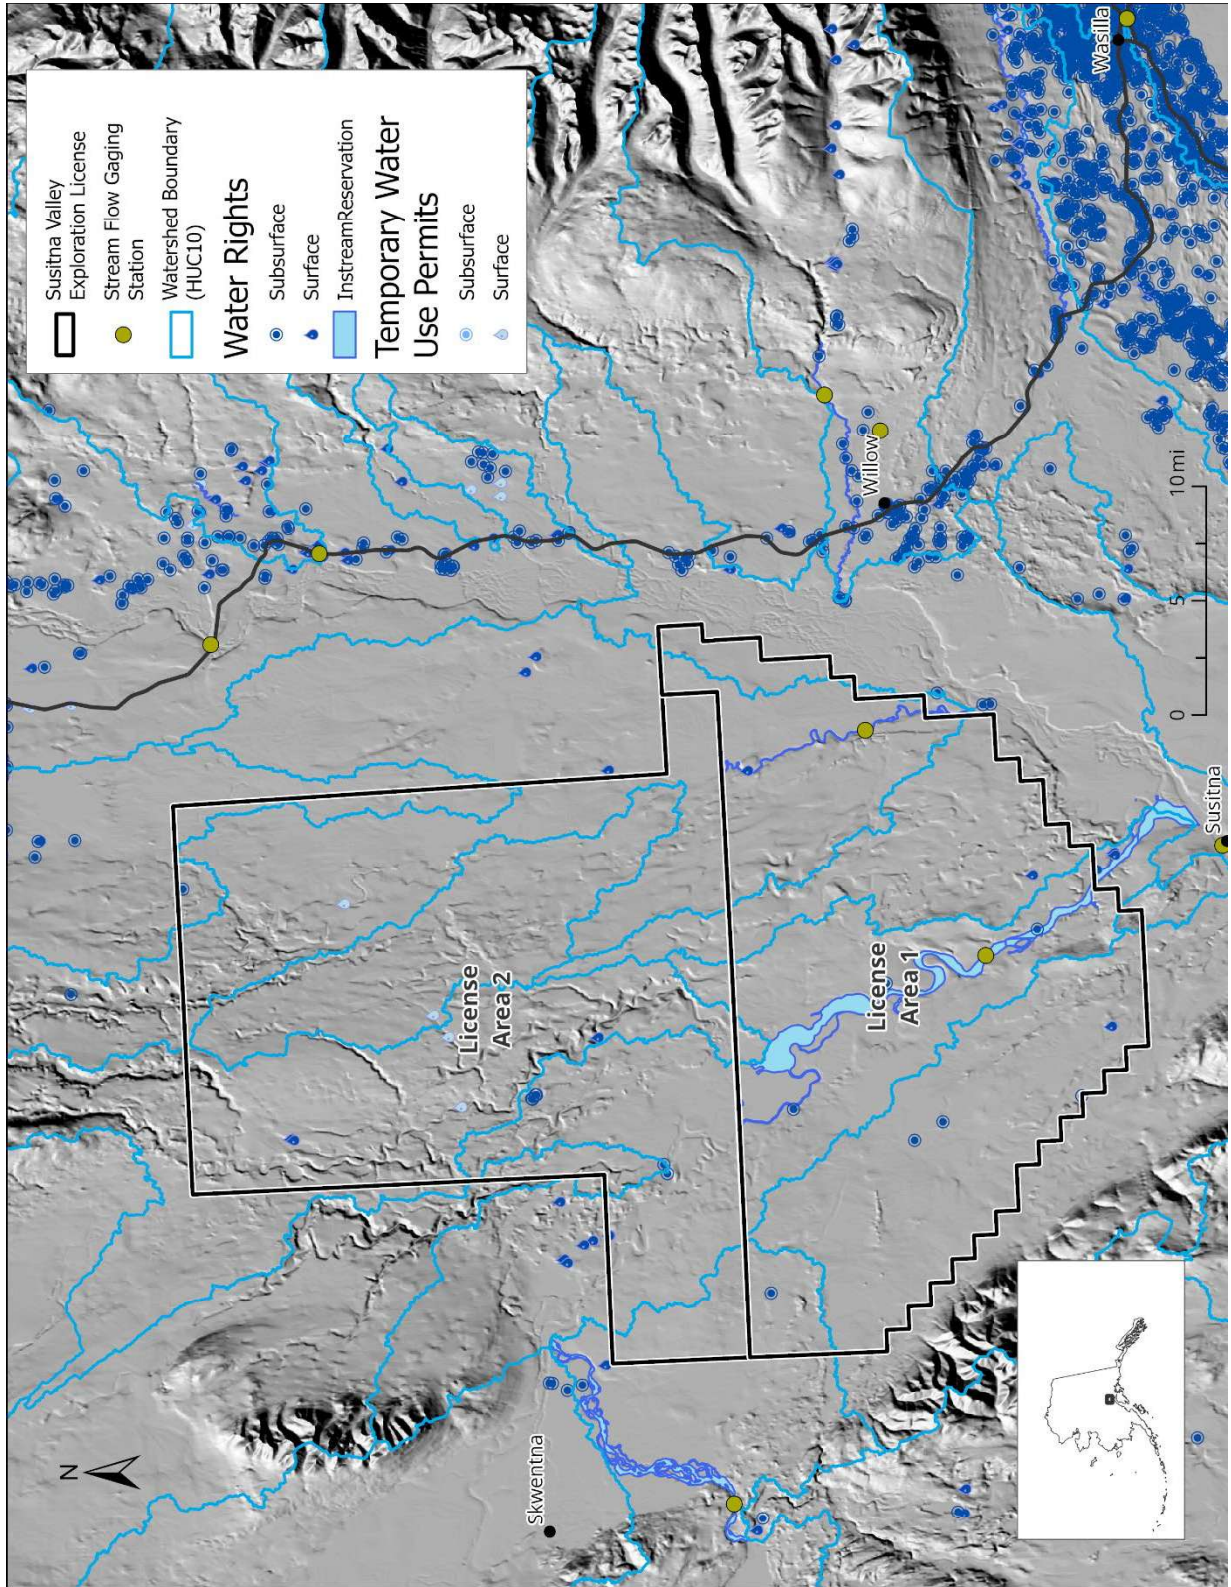 Susitna Valley
Exploration License
Stream Flow Gaging
Station
Watershed Boundary
(HUC10)
Water Rights
Subsurface
Surface
InstreamReservation
Temporary Water
Use Permits
Subsurface
Surface
N
Skwentna
License
Area 2
License
Area 1
Willow
Wasilla
Susitna
0
5
10 mi